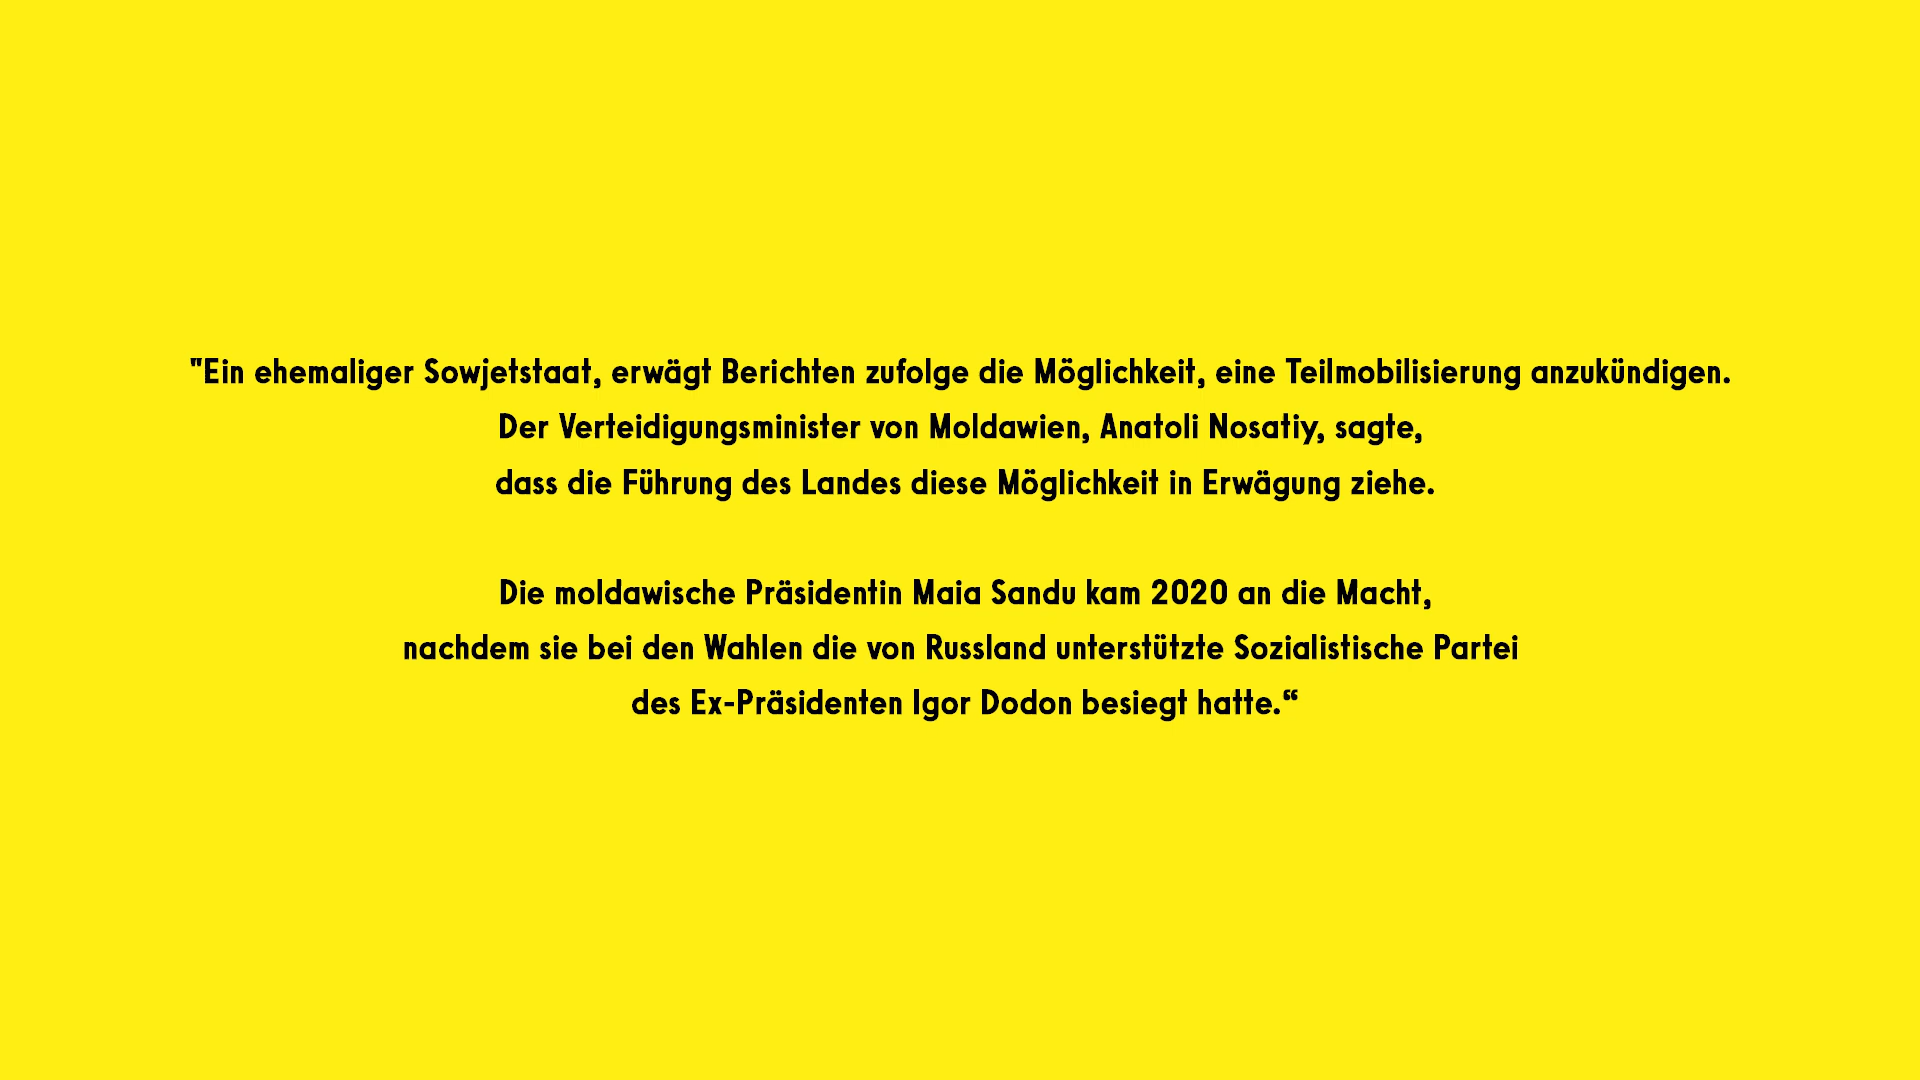 "Ein ehemaliger Sowjetstaat, erwägt Berichten zufolge die Möglichkeit, eine Teilmobilisierung anzukündigen.
Der Verteidigungsminister von Moldawien, Anatoli Nosatiy, sagte,
dass die Führung des Landes diese Möglichkeit in Erwägung ziehe.
Die moldawische Präsidentin Maia Sandu kam 2020 an die Macht,
nachdem sie bei den Wahlen die von Russland unterstützte Sozialistische Partei
des Ex-Präsidenten Igor Dodon besiegt hatte.“